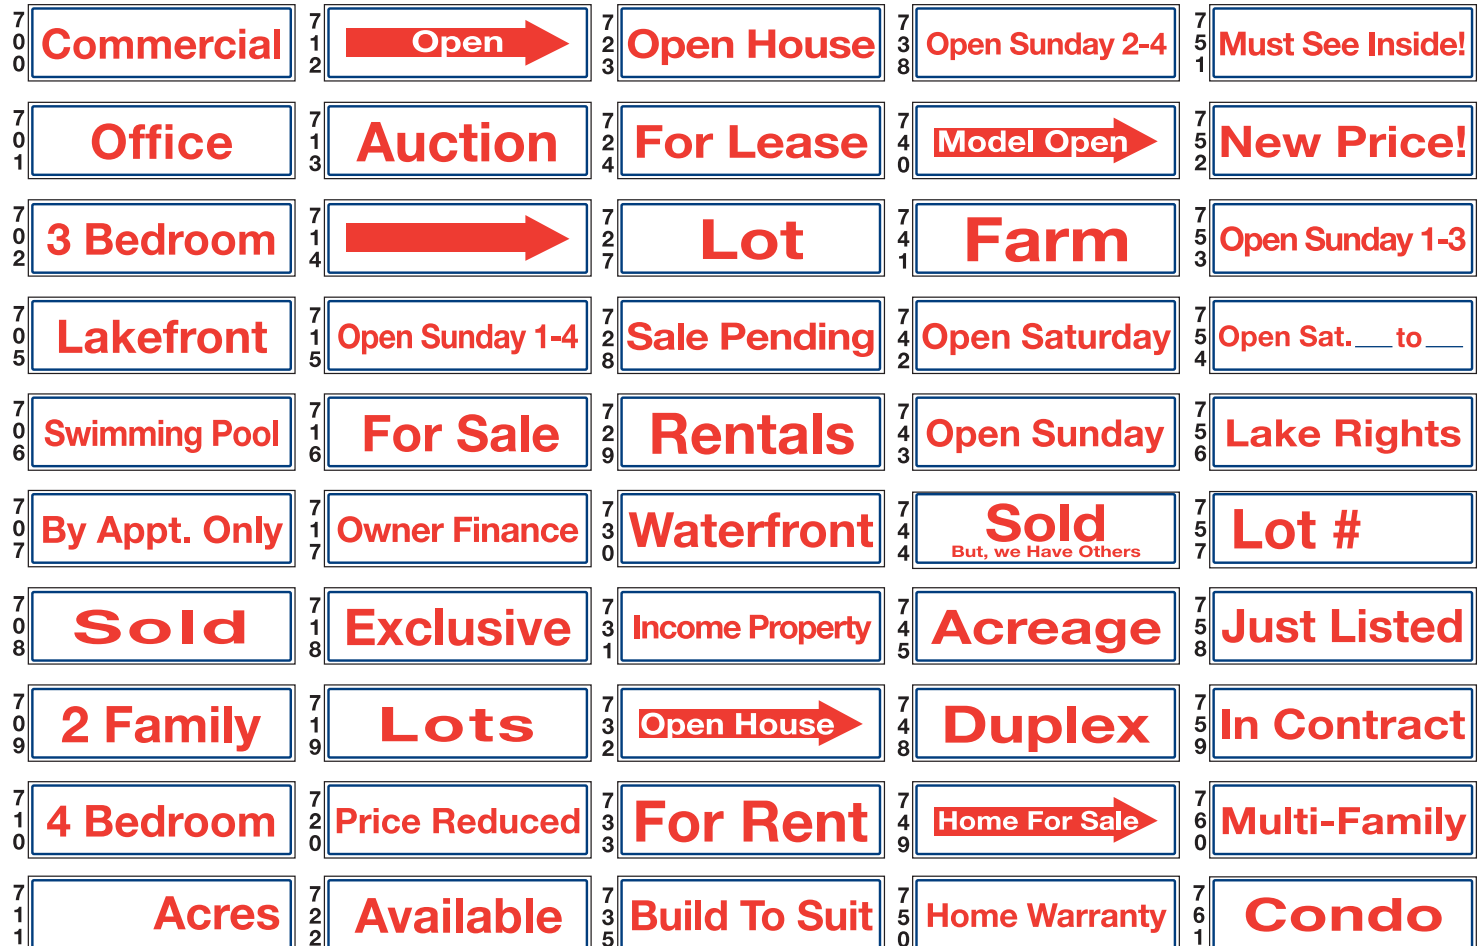 700 Commercial
712 Open
723 Open House
738 Open Sunday 2-4
751 Must See Inside!
701 Office
713 Auction
724 For Lease
740 Model Open
752 New Price!
702 3 Bedroom
714
727 Lot
741 Farm
753 Open Sunday 1-3
705 Lakefront
715 Open Sunday 1-4
728 Sale Pending
742 Open Saturday
754 Open Sat. ___ to ___
706 Swimming Pool
716 For Sale
729 Rentals
743 Open Sunday
756 Lake Rights
707 By Appt. Only
717 Owner Finance
730 Waterfront
744 Sold
But, we Have Others
757 Lot #
708 Sold
718 Exclusive
731 Income Property
745 Acreage
758 Just Listed
709 2 Family
719 Lots
732 Open House
748 Duplex
759 In Contract
710 4 Bedroom
720 Price Reduced
733 For Rent
749 Home For Sale
760 Multi-Family
711 Acres
722 Available
735 Build To Suit
750 Home Warranty
761 Condo